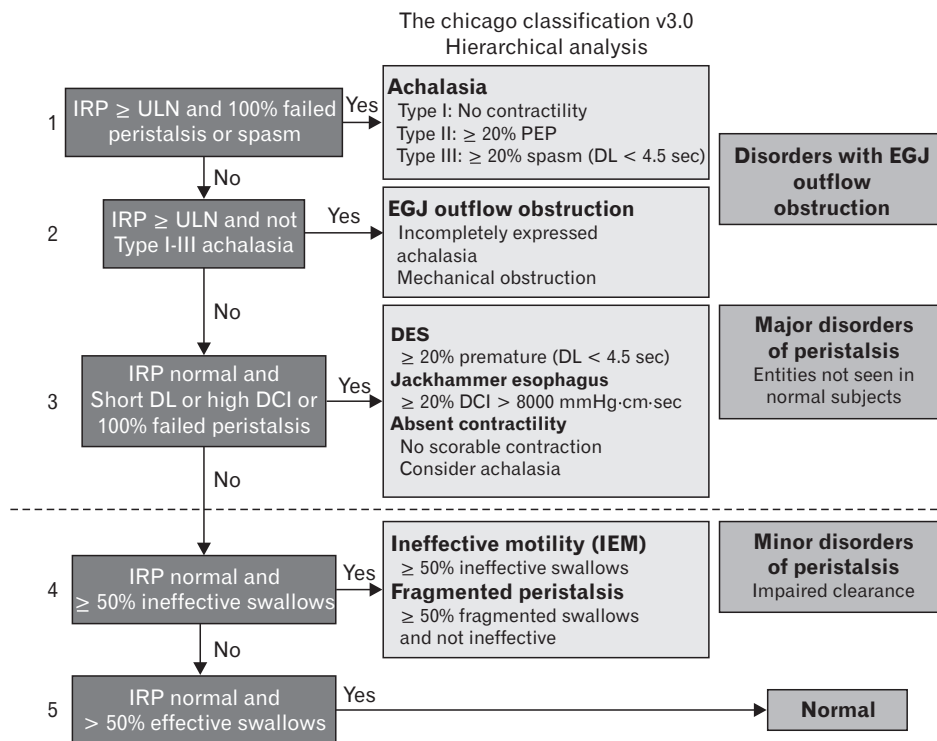 The chicago classification v3.0
Hierarchical analysis
1
IRP ≥ ULN and 100% failed
peristalsis or spasm
Yes
Achalasia
Type I: No contractility
Type II: ≥ 20% PEP
Type III: ≥ 20% spasm (DL < 4.5 sec)
Disorders with EGJ
outflow
obstruction
No
2
IRP ≥ ULN and not
Type I-III achalasia
Yes
EGJ outflow obstruction
Incompletely expressed
achalasia
Mechanical obstruction
No
3
IRP normal and
Short DL or high DCI or
100% failed peristalsis
Yes
DES
≥ 20% premature (DL < 4.5 sec)
Jackhammer esophagus
≥ 20% DCI > 8000 mmHg·cm·sec
Absent contractility
No scorable contraction
Consider achalasia
Major disorders
of peristalsis
Entities not seen in
normal subjects
No
4
IRP normal and
≥ 50% ineffective swallows
Yes
Ineffective motility (IEM)
≥ 50% ineffective swallows
Fragmented peristalsis
≥ 50% fragmented swallows
and not ineffective
Minor disorders
of peristalsis
Impaired clearance
No
5
IRP normal and
> 50% effective swallows
Yes
Normal